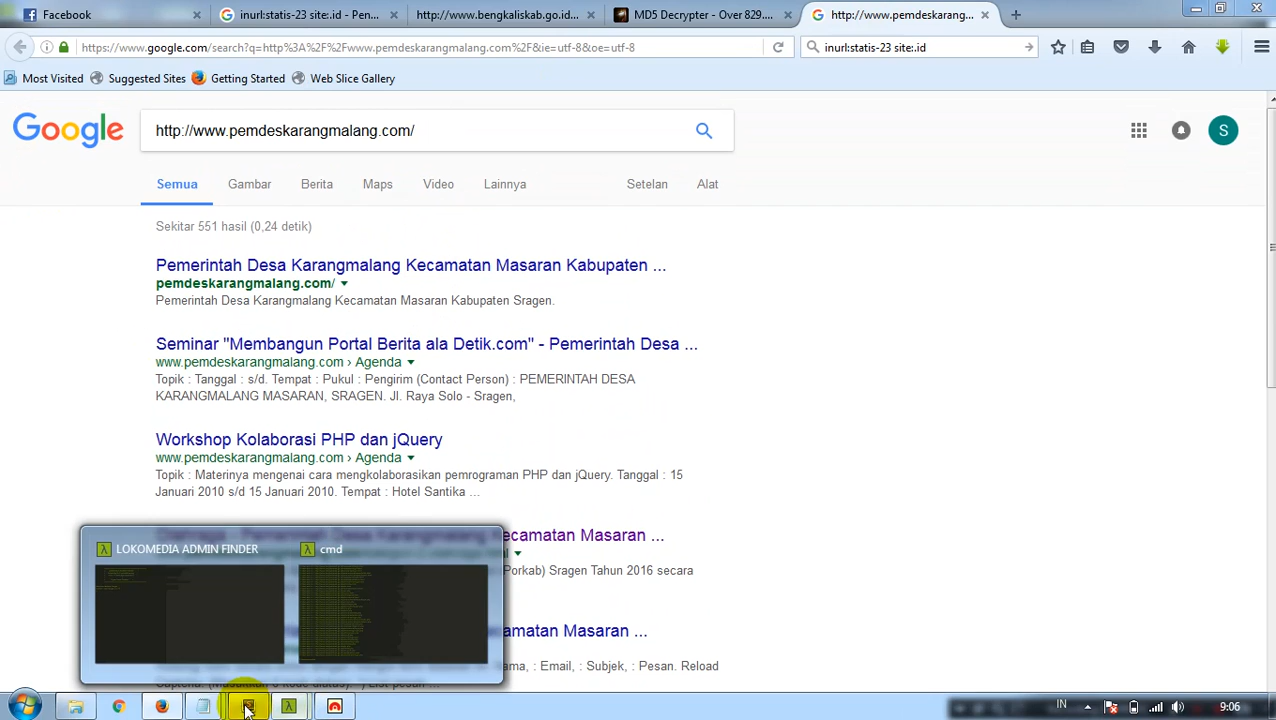 Facebook
inurl:statis-23 site:.id - Pen...
http://www.bengkaliskab.go.id...
MD5 Decrypter - Over 829....
http://www.pemdeskarang...
https://www.google.com/search?q=http%3A%2F%2Fwww.pemdeskarangmalang.com%2F&ie=utf-8&oe=utf-8
inurl:statis-23 site:.id
Most Visited
Suggested Sites
Getting Started
Web Slice Gallery
Google
http://www.pemdeskarangmalang.com/
S
Semua Gambar Berita Maps Video Lainnya Setelan Alat
Sekitar 551 hasil (0,24 detik)
Pemerintah Desa Karangmalang Kecamatan Masaran Kabupaten ...
pemdeskarangmalang.com/
Pemerintah Desa Karangmalang Kecamatan Masaran Kabupaten Sragen.
Seminar "Membangun Portal Berita ala Detik.com" - Pemerintah Desa ...
www.pemdeskarangmalang.com › Agenda
Topik : Tanggal : s/d. Tempat : Pukul : Pengirim (Contact Person) : PEMERINTAH DESA
KARANGMALANG MASARAN, SRAGEN. Jl. Raya Solo - Sragen,
Workshop Kolaborasi PHP dan jQuery
www.pemdeskarangmalang.com › Agenda
Topik : Materinya mengenai cara mengkolaborasikan pemrograman PHP dan jQuery. Tanggal : 15
Januari 2010 s/d 15 Januari 2010. Tempat : Hotel Santika ...
ecamatan Masaran ...
Porkab) Sragen Tahun 2016 secara
camatan Masaran ...
ama, : Email, : Subjek, : Pesan. Reload
LOKOMEDIA ADMIN FINDER
cmd
IN
9:06